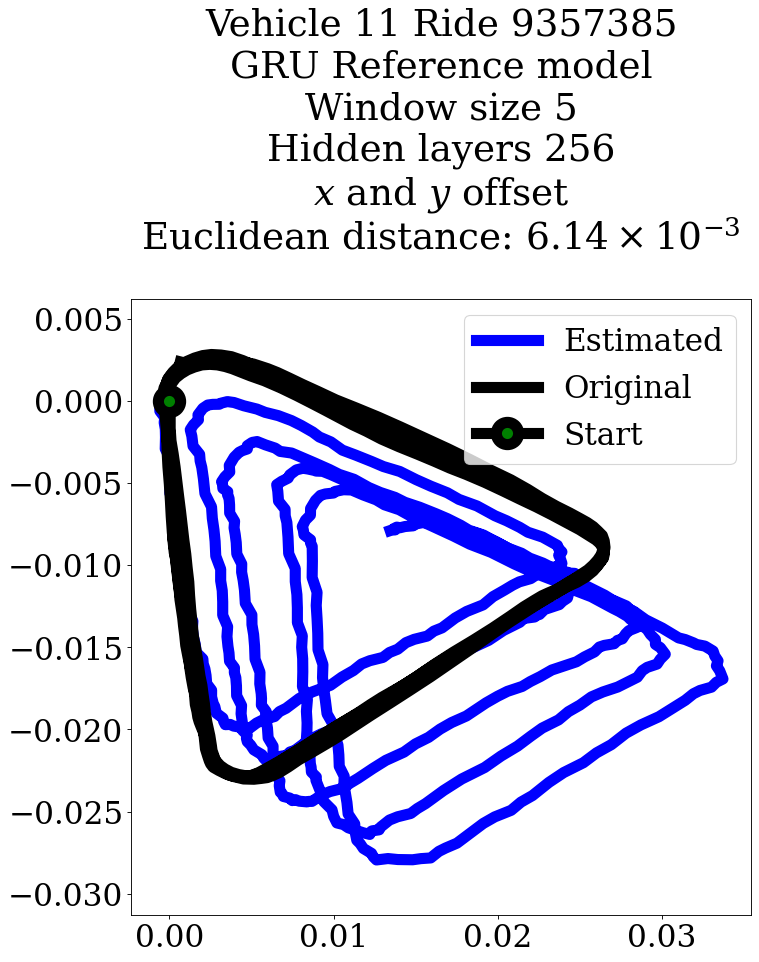 Vehicle 11 Ride 9357385
GRU Reference model
Window size 5
Hidden layers 256
x and y offset
Euclidean distance: 6.14 × 10⁻³
Estimated
Original
Start
0.005
0.000
−0.005
−0.010
−0.015
−0.020
−0.025
−0.030
0.00 0.01 0.02 0.03